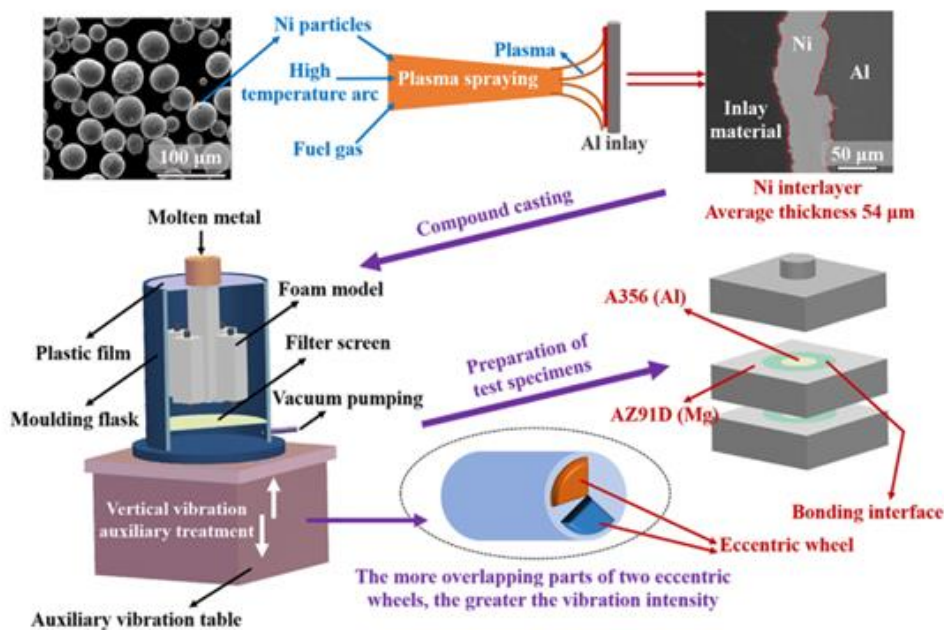 Ni particles
High
temperature arc
Fuel gas
100 μm
Plasma spraying
Plasma
Al inlay
Ni
Al
Inlay
material
50 μm
Ni interlayer
Average thickness 54 μm
Compound casting
Molten metal
Foam model
Filter screen
Plastic film
Moulding flask
Vacuum pumping
Vertical vibration
auxiliary treatment
Auxiliary vibration table
Preparation of
test specimens
A356 (Al)
AZ91D (Mg)
Bonding interface
Eccentric wheel
The more overlapping parts of two eccentric
wheels, the greater the vibration intensity